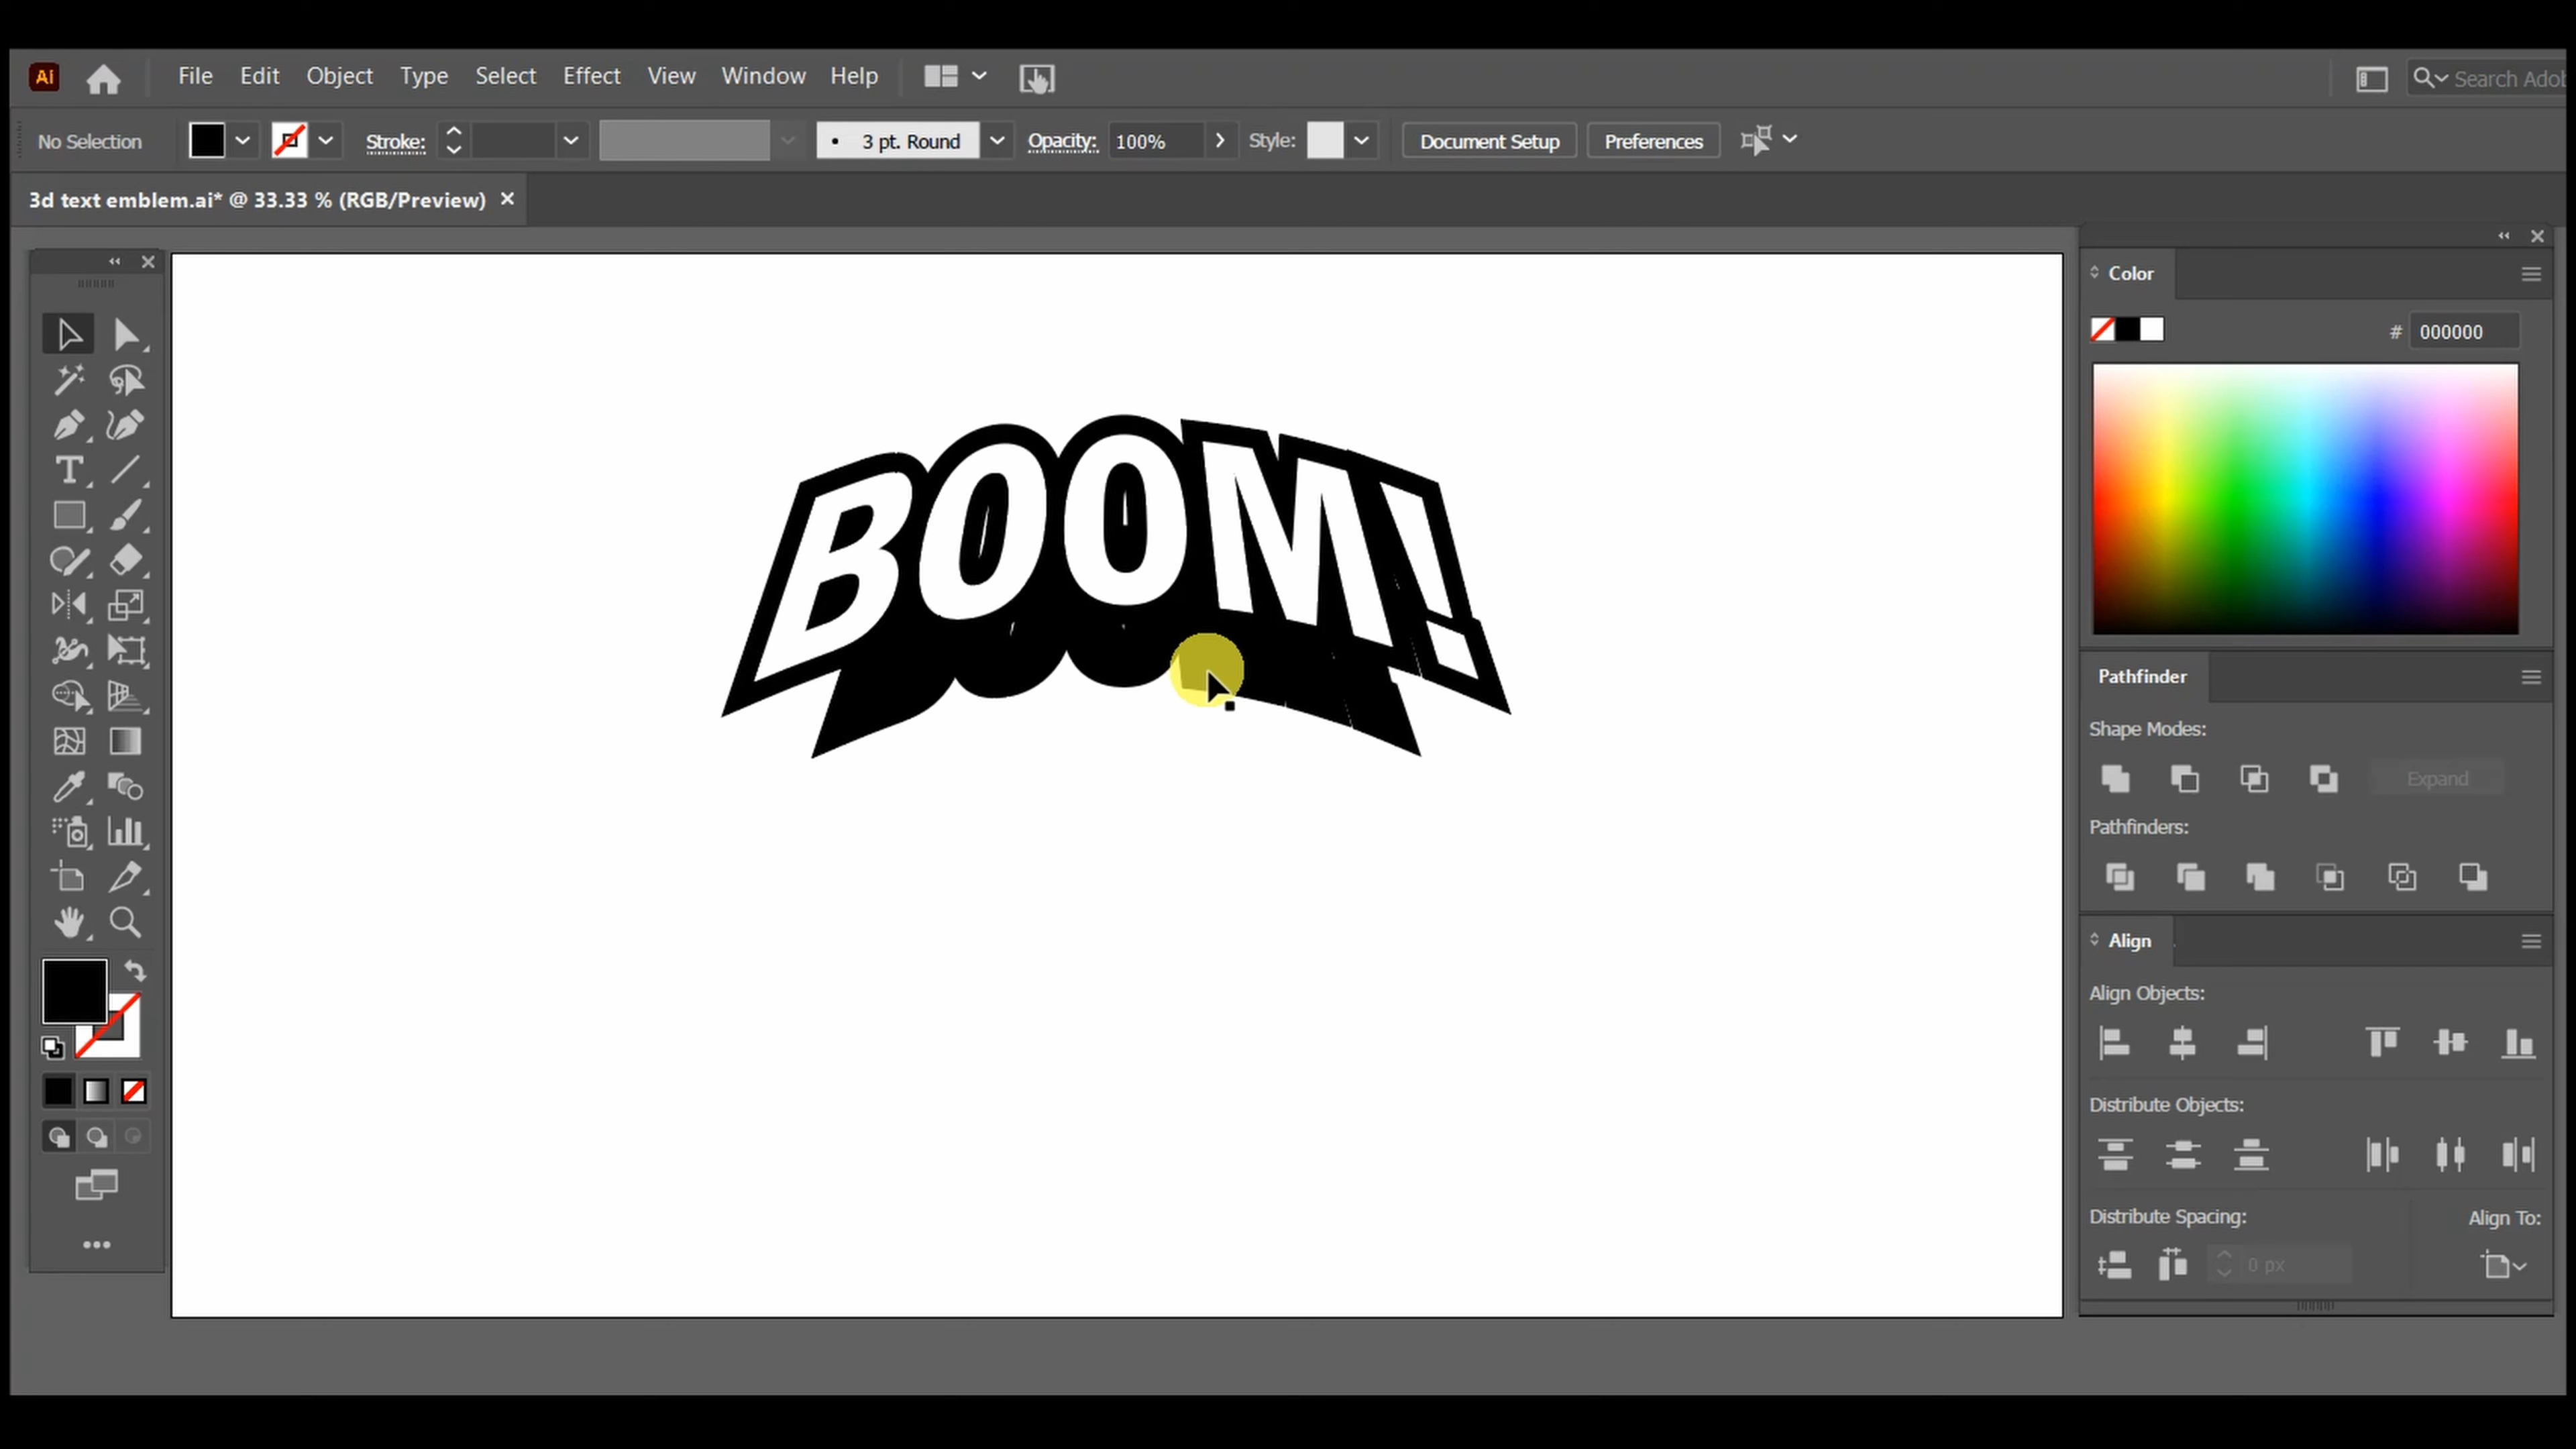 Ai File Edit Object Type Select Effect View Window Help Search Adob
No Selection Stroke: 3 pt. Round Opacity: 100% Style: Document Setup Preferences
3d text emblem.ai* @ 33.33 % (RGB/Preview)
BOOM!
Color
# 000000
Pathfinder
Shape Modes:
Expand
Pathfinders:
Align
Align Objects:
Distribute Objects:
Distribute Spacing: Align To:
0 px